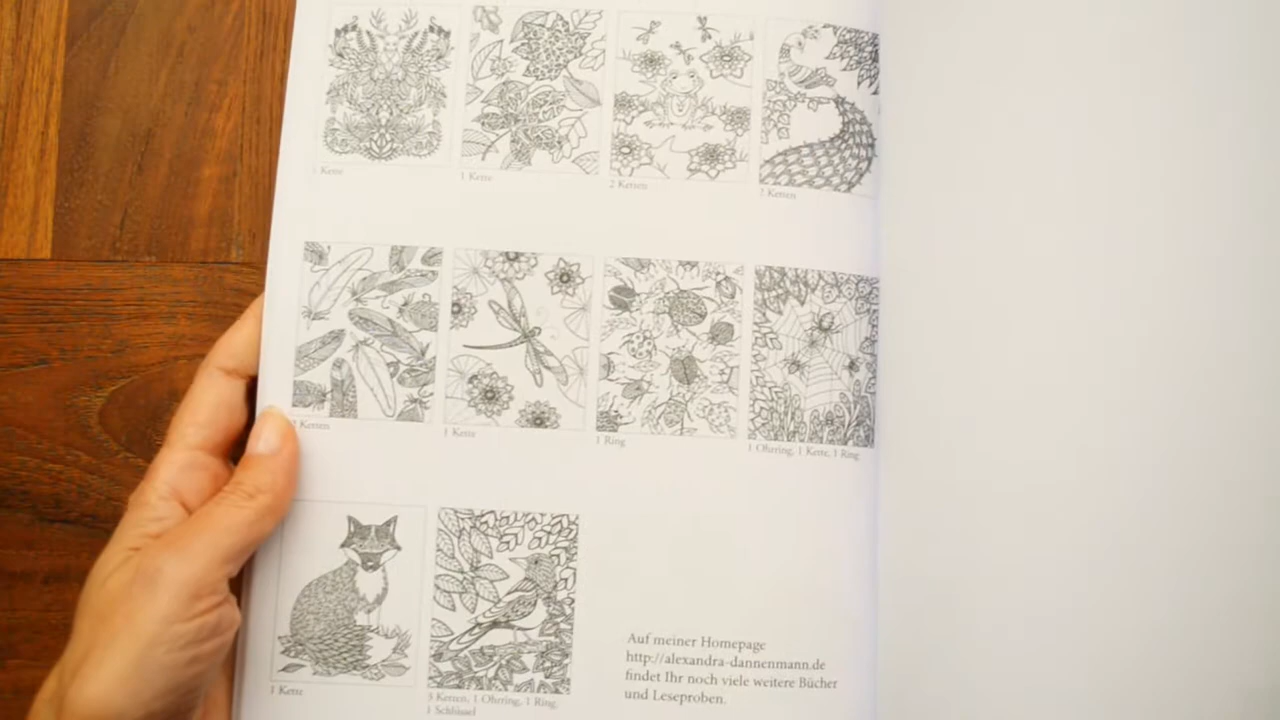 1 Kette
1 Kette
2 Ketten
2 Ketten
Ketten
1 Kette
1 Ring
1 Ohrring, 1 Kette, 1 Ring
1 Kette
3 Ketten, 1 Ohrring, 1 Ring,
1 Schlüssel
Auf meiner Homepage
http://alexandra-dannenmann.de
findet Ihr noch viele weitere Bücher
und Leseproben.